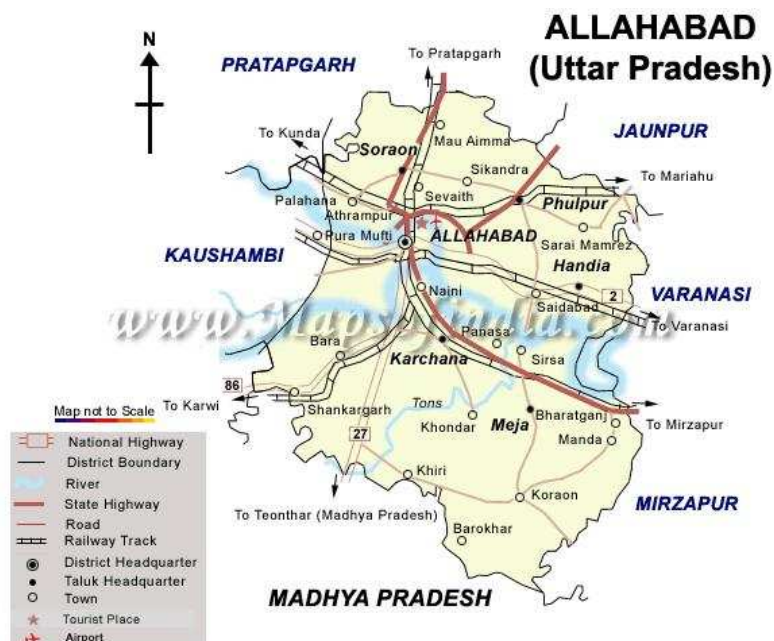 ALLAHABAD
(Uttar Pradesh)
N
PRATAPGARH
To Pratapgarh
JAUNPUR
To Kunda
Mau Aimma
Soraon
Sikandra
To Mariahu
Sevaith
Palahana
Phulpur
Athrampur
Pura Mufti
ALLAHABAD
Sarai Mamrez
KAUSHAMBI
Handia
Naini
Saidabad
2
VARANASI
www.mapsofindia.com
To Varanasi
Panasa
Bara
Karchana
Sirsa
86
To Karwi
Shankargarh
Tons
Khondar
Meja
Bharatganj
To Mirzapur
Manda
27
Khiri
Koraon
MIRZAPUR
To Teonthar (Madhya Pradesh)
Barokhar
MADHYA PRADESH
Map not to Scale
National Highway
District Boundary
River
State Highway
Road
Railway Track
District Headquarter
Taluk Headquarter
Town
Tourist Place
Airport